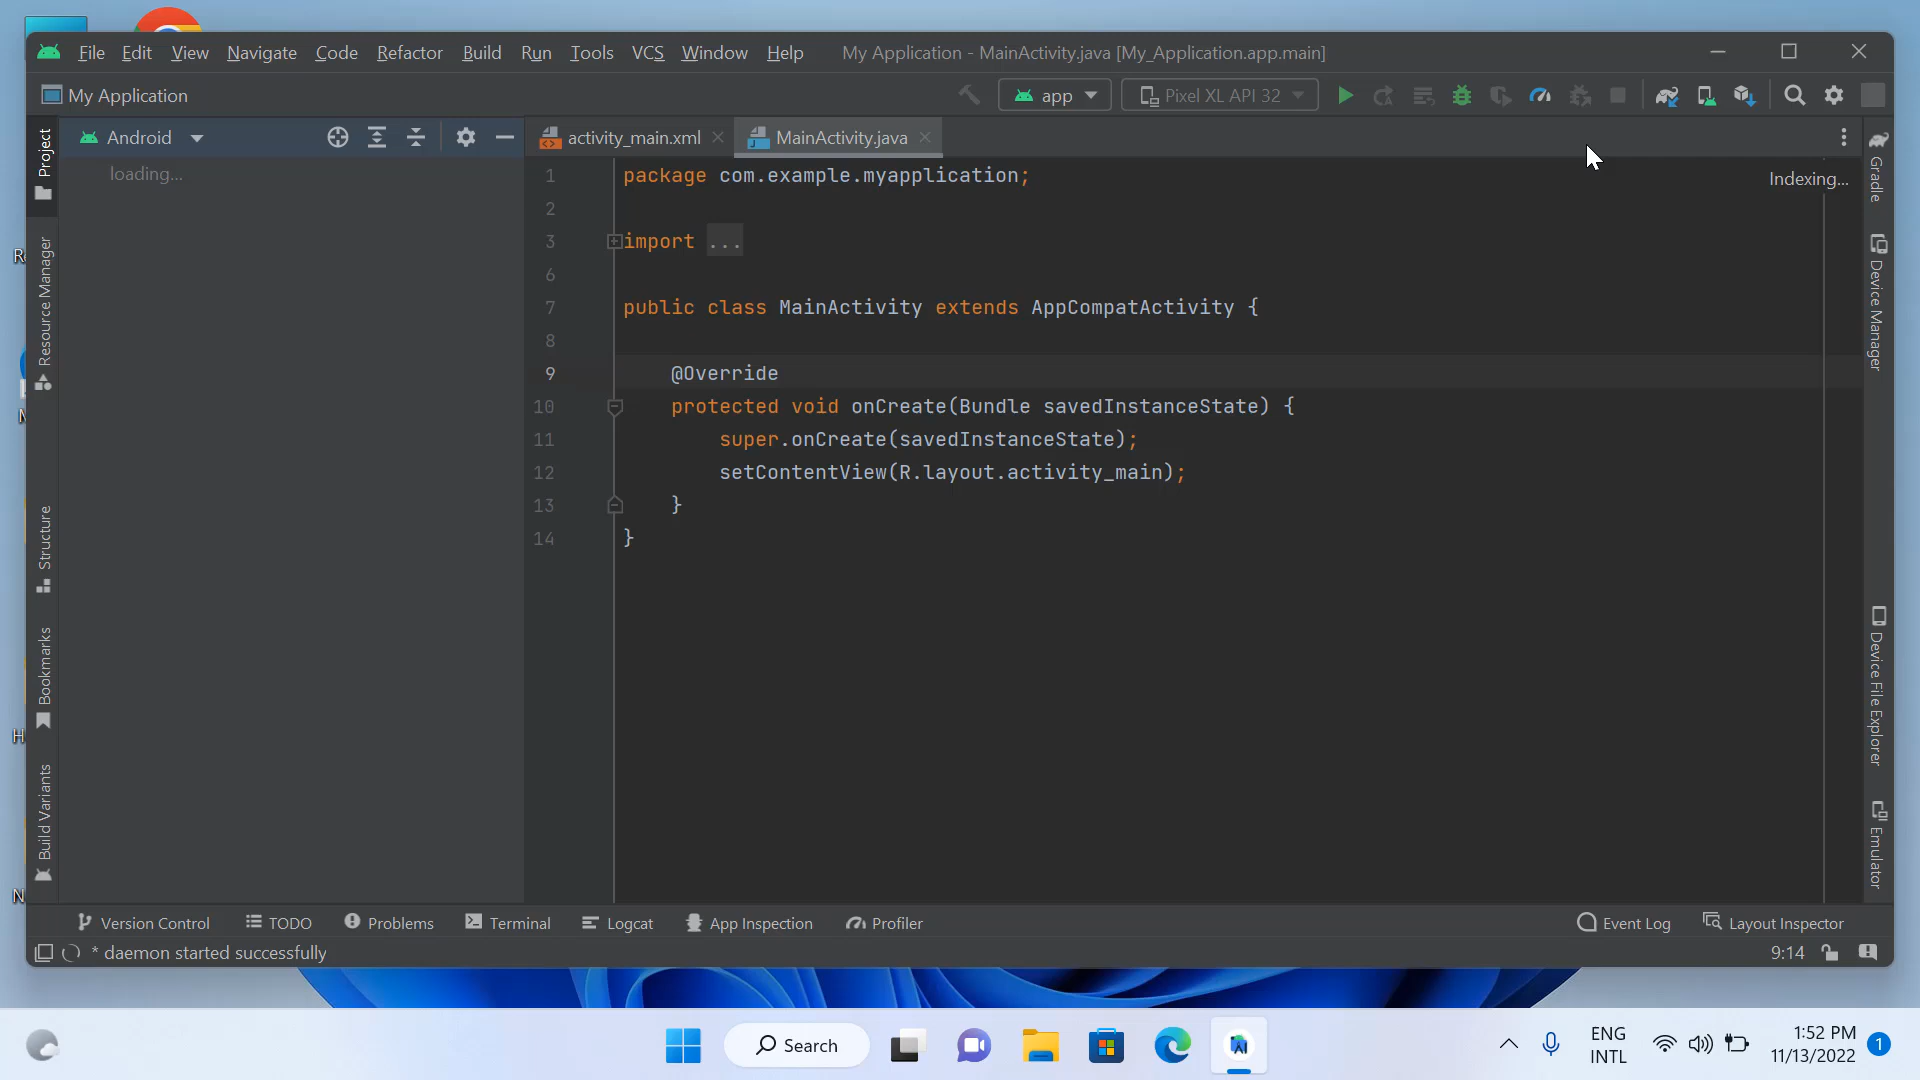 File Edit View Navigate Code Refactor Build Run Tools VCS Window Help My Application - MainActivity.java [My_Application.app.main]
My Application app Pixel XL API 32
Android
loading...
activity_main.xml MainActivity.java
Indexing...
1 package com.example.myapplication;
2
3 import ...
6
7 public class MainActivity extends AppCompatActivity {
8
9 @Override
10 protected void onCreate(Bundle savedInstanceState) {
11 super.onCreate(savedInstanceState);
12 setContentView(R.layout.activity_main);
13 }
14 }
Project
Resource Manager
Structure
Bookmarks
Build Variants
Gradle
Device Manager
Device File Explorer
Emulator
Version Control TODO Problems Terminal Logcat App Inspection Profiler Event Log Layout Inspector
* daemon started successfully 9:14
Search
ENG
INTL
1:52 PM
11/13/2022
1